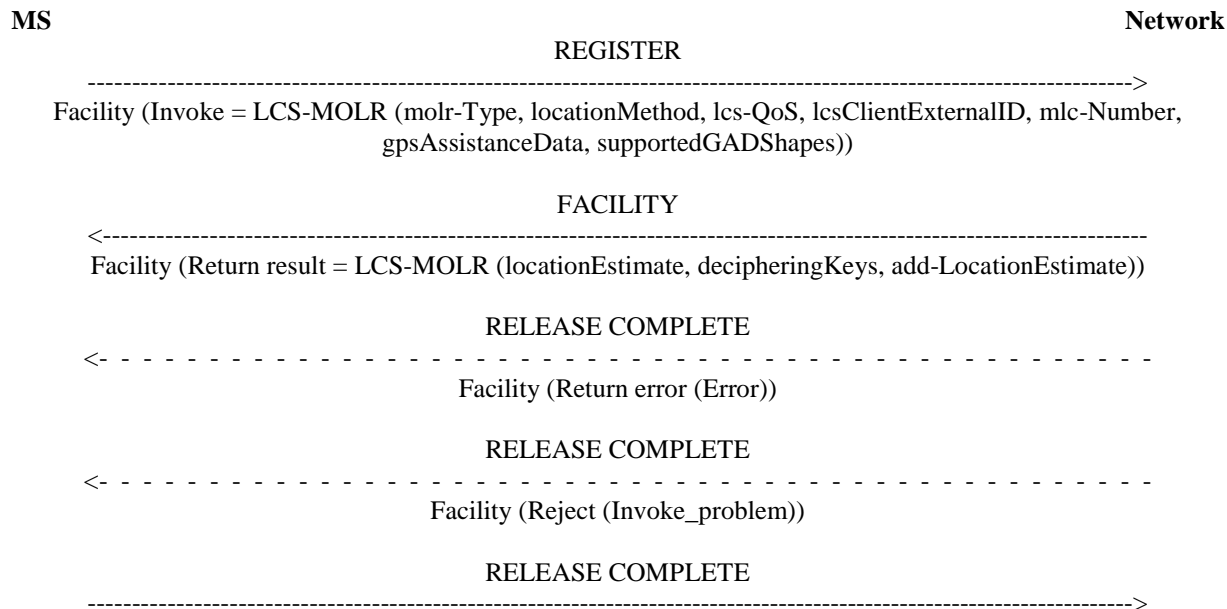 MS Network
REGISTER
-------------------------------------------------------------------------------------------------------------------->
Facility (Invoke = LCS-MOLR (molr-Type, locationMethod, lcs-QoS, lcsClientExternalID, mlc-Number,
gpsAssistanceData, supportedGADShapes))
FACILITY
<--------------------------------------------------------------------------------------------------------------------
Facility (Return result = LCS-MOLR (locationEstimate, decipheringKeys, add-LocationEstimate))
RELEASE COMPLETE
<- - - - - - - - - - - - - - - - - - - - - - - - - - - - - - - - - - - - - - - - - - - - - - - -
Facility (Return error (Error))
RELEASE COMPLETE
<- - - - - - - - - - - - - - - - - - - - - - - - - - - - - - - - - - - - - - - - - - - - - - - -
Facility (Reject (Invoke_problem))
RELEASE COMPLETE
-------------------------------------------------------------------------------------------------------------------->